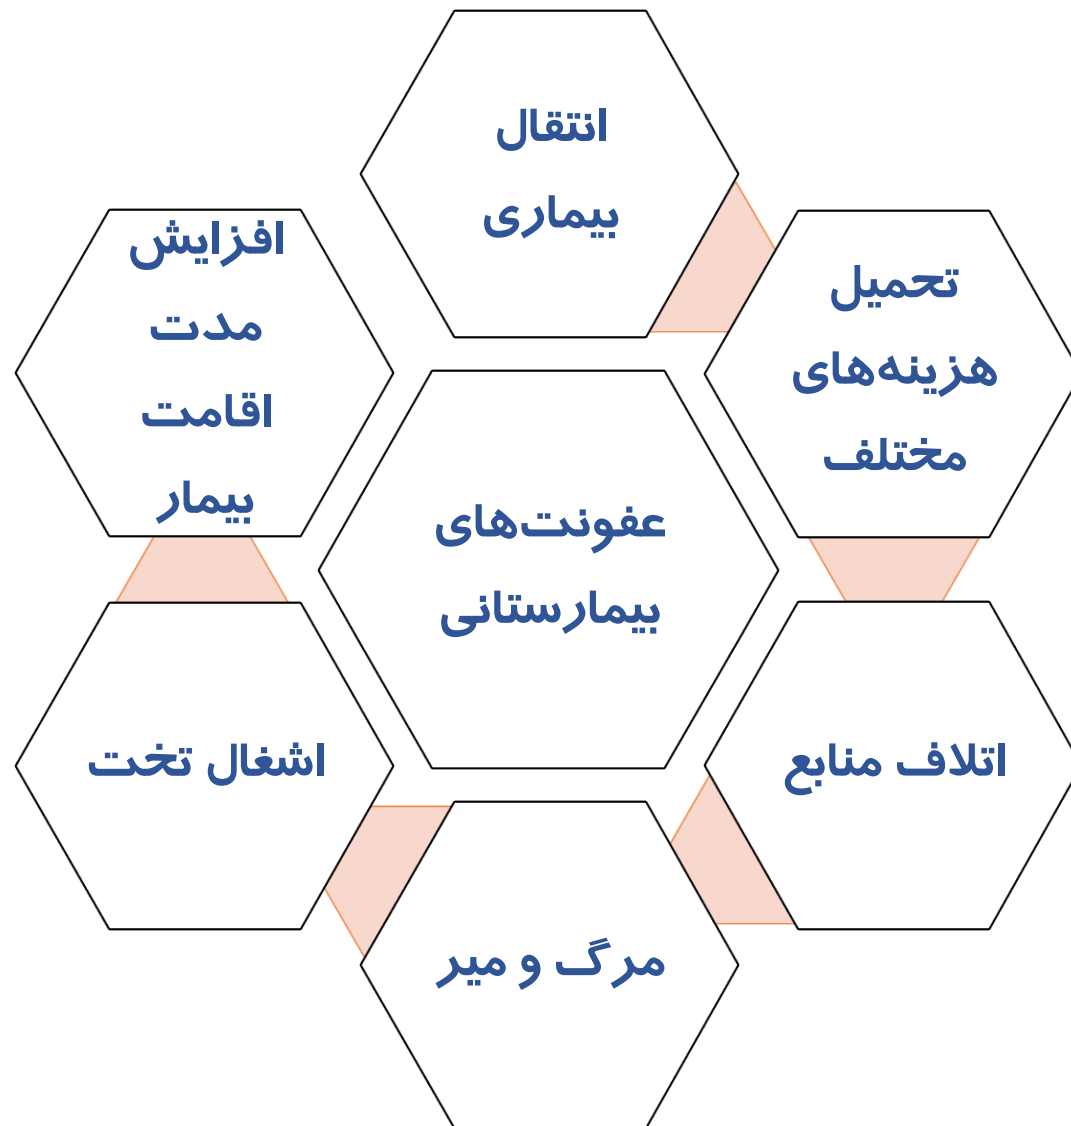 انتقال
بیماری
تحمیل
هزینه‌های
مختلف
افزایش
مدت
اقامت
بیمار
عفونت‌های
بیمارستانی
اتلاف منابع
اشغال تخت
مرگ و میر